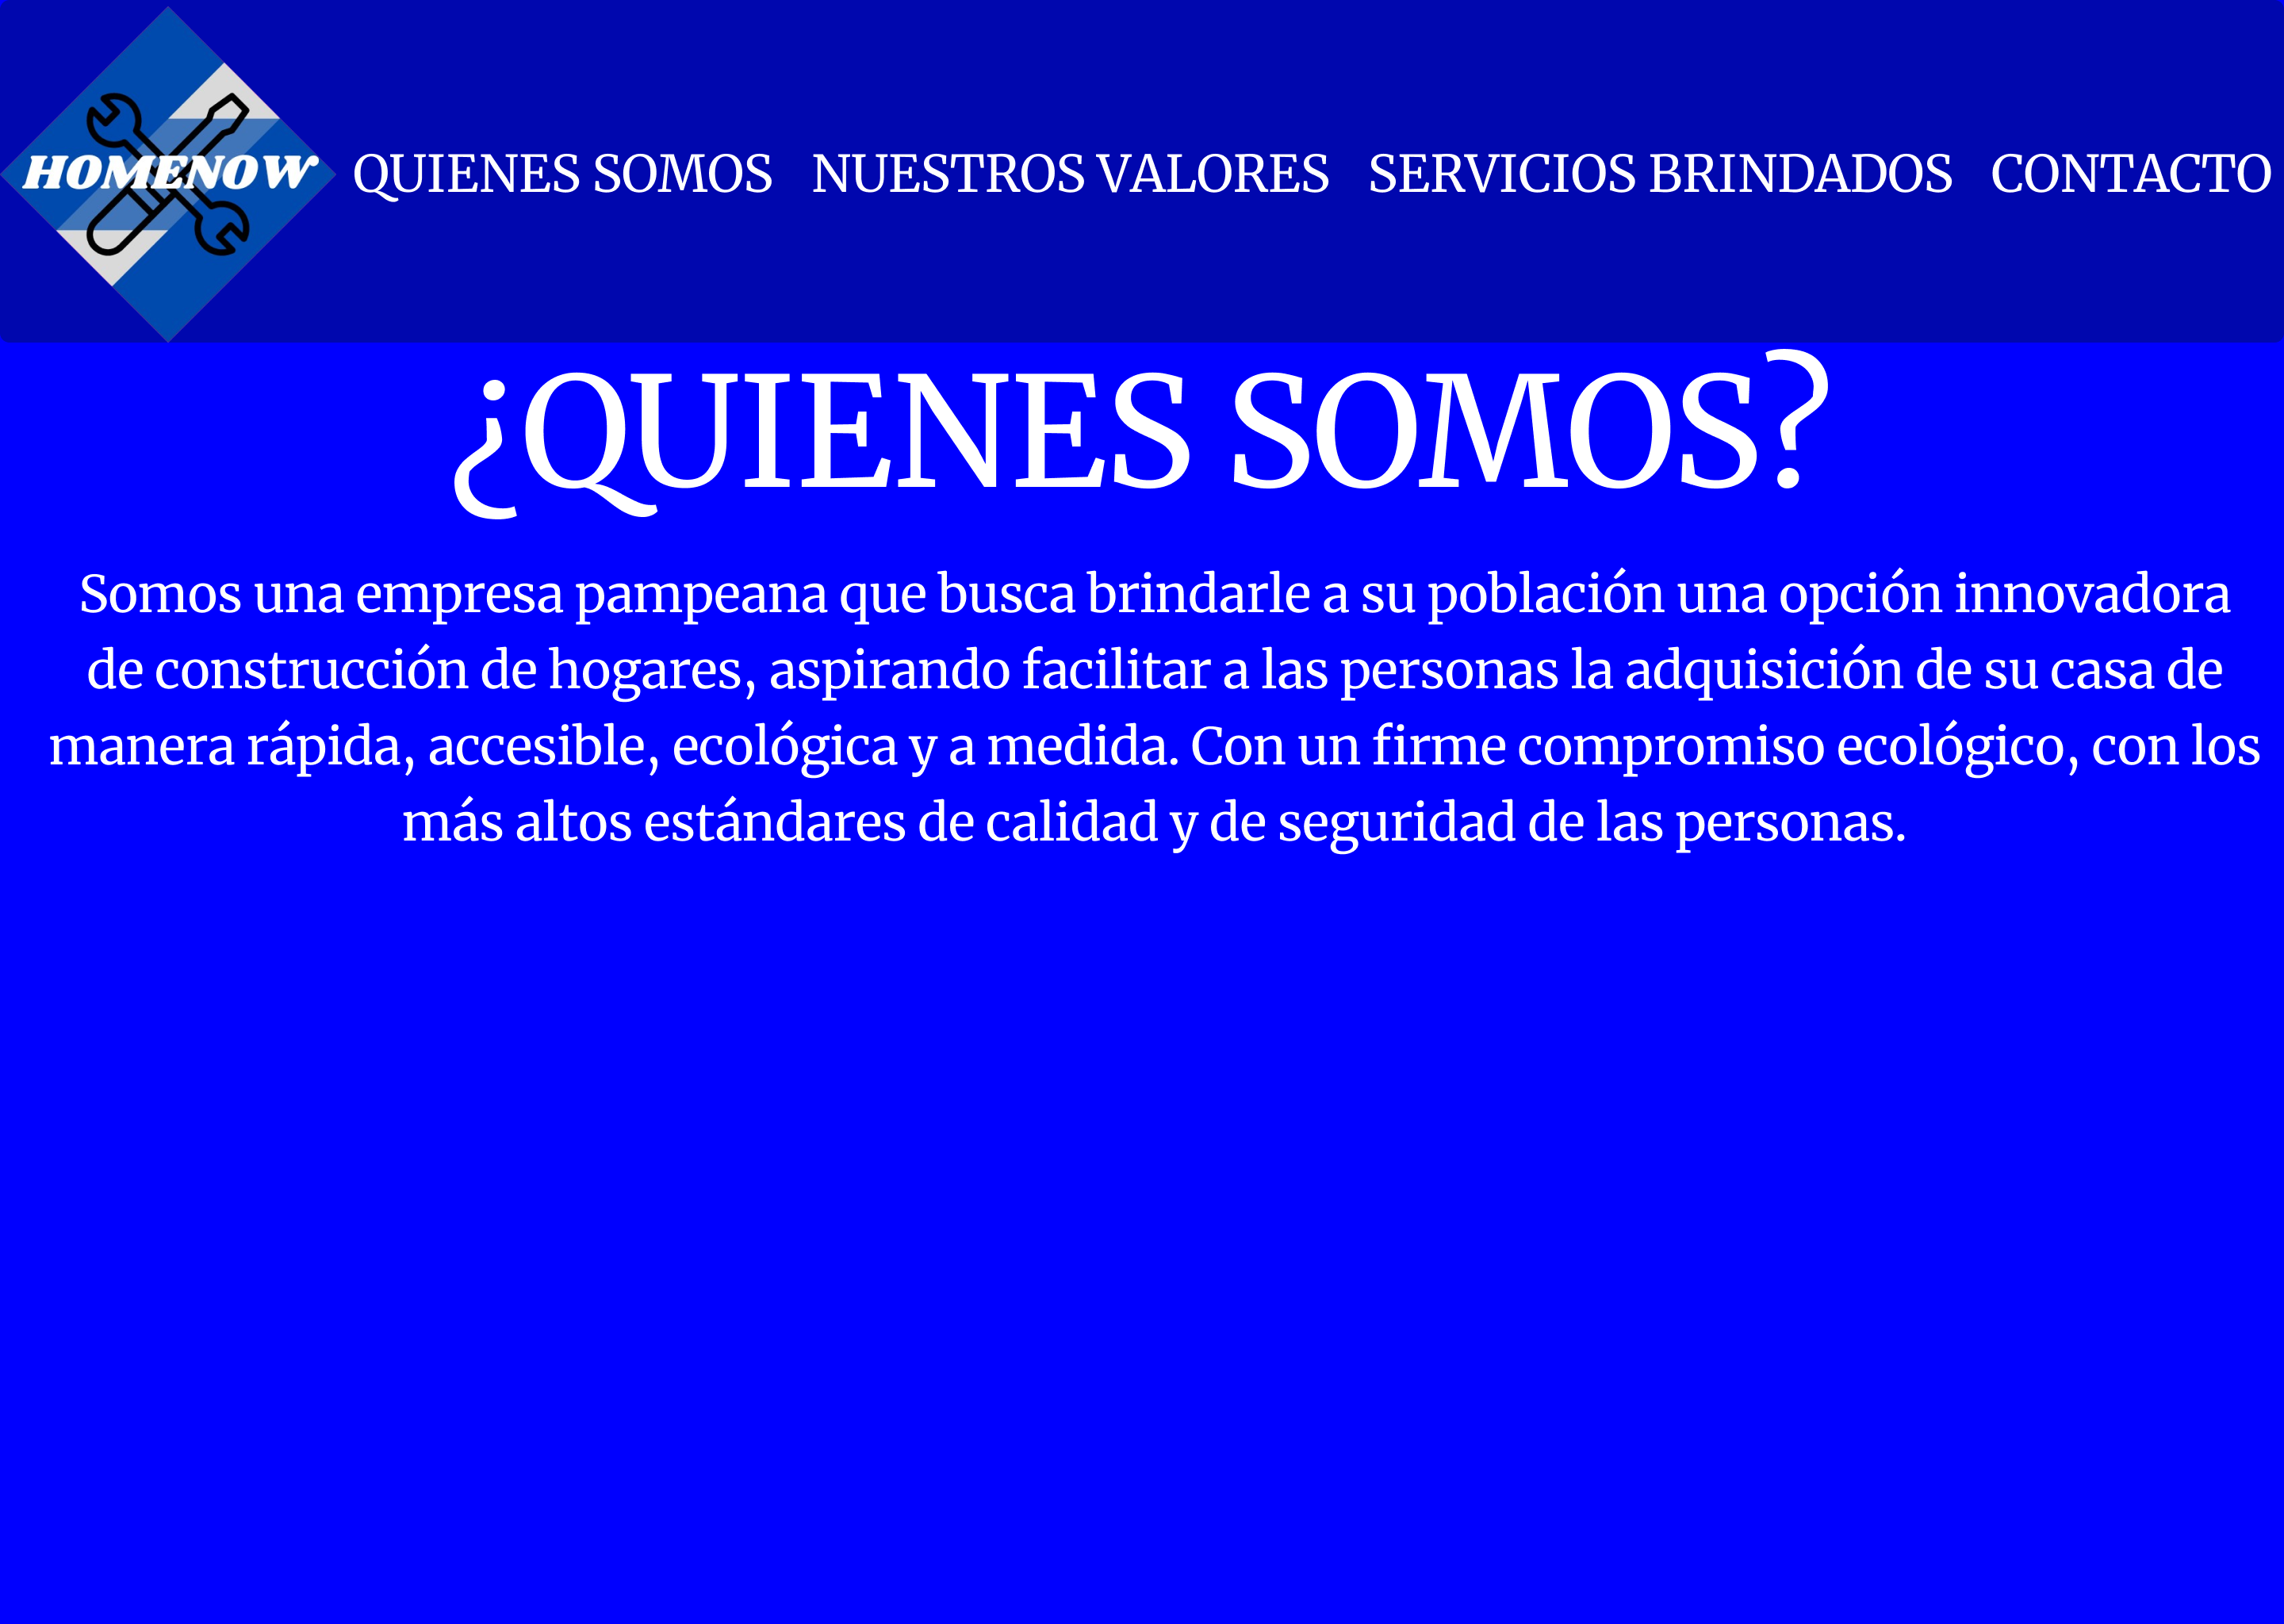 HOMENOW
QUIENES SOMOS NUESTROS VALORES SERVICIOS BRINDADOS CONTACTO
¿QUIENES SOMOS?
Somos una empresa pampeana que busca brindarle a su población una opción innovadora
de construcción de hogares, aspirando facilitar a las personas la adquisición de su casa de
manera rápida, accesible, ecológica y a medida. Con un firme compromiso ecológico, con los
más altos estándares de calidad y de seguridad de las personas.